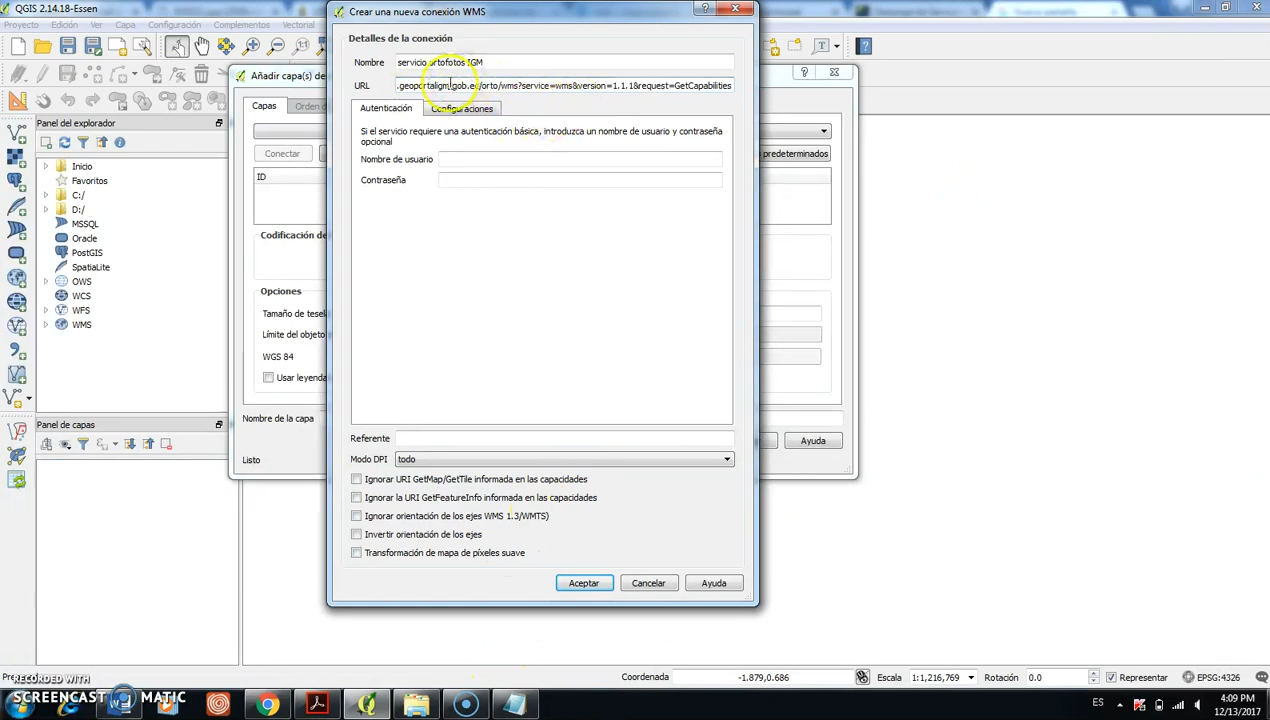 QGIS 2.14.18-Essen
Crear una nueva conexión WMS
Proyecto Edición Ver Capa Configuración Complementos Vectorial
Detalles de la conexión
Nombre servicio ortofotos IGM
URL .geoportaligm.gob.ec/orto/wms?service=wms&version=1.1.1&request=GetCapabilities
Añadir capa(s) de
Autenticación Configuraciones
Capas Orden d
Panel del explorador
Si el servicio requiere una autenticación básica, introduzca un nombre de usuario y contraseña
opcional
Conectar
predeterminados
Nombre de usuario
Contraseña
ID
Inicio
Favoritos
C:/
D:/
MSSQL
Oracle
PostGIS
SpatiaLite
OWS
WCS
WFS
WMS
Codificación de
Opciones
Tamaño de tesel
Límite del objeto
WGS 84
Usar leyenda
Nombre de la capa
Listo
Ayuda
Panel de capas
Referente
Modo DPI todo
Ignorar URI GetMap/GetTile informada en las capacidades
Ignorar la URI GetFeatureInfo informada en las capacidades
Ignorar orientación de los ejes WMS 1.3/WMTS)
Invertir orientación de los ejes
Transformación de mapa de píxeles suave
Aceptar Cancelar Ayuda
Coordenada -1.879,0.686 Escala 1:1,216,769 Rotación 0.0 Representar EPSG:4326
RECORDED WITH
SCREENCAST MATIC
ES 4:09 PM
12/13/2017